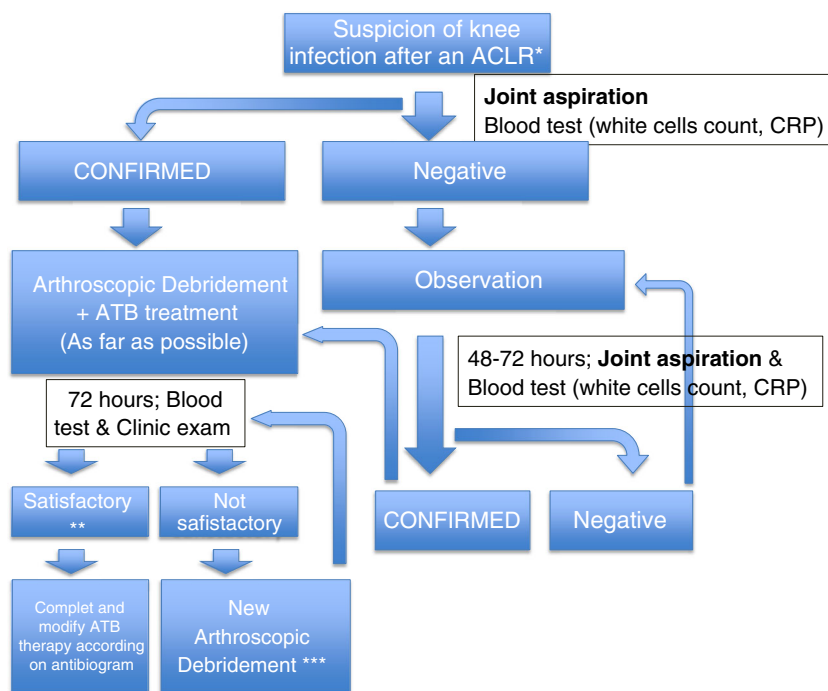 Suspicion of knee
infection after an ACLR*
Joint aspiration
Blood test (white cells count, CRP)
CONFIRMED
Negative
Arthroscopic Debridement
+ ATB treatment
(As far as possible)
Observation
48-72 hours; Joint aspiration &
Blood test (white cells count, CRP)
72 hours; Blood
test & Clinic exam
Satisfactory
**
Not
safistactory
CONFIRMED
Negative
Complet and
modify ATB
therapy according
on antibiogram
New
Arthroscopic
Debridement ***